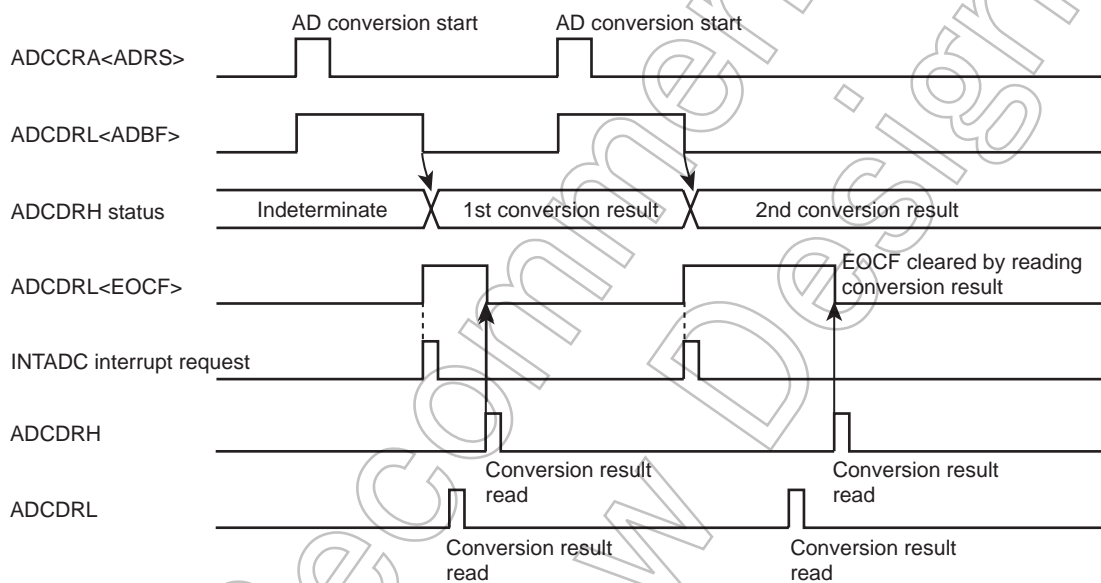 AD conversion start AD conversion start
ADCCRA<ADRS>
ADCDRL<ADBF>
ADCDRH status Indeterminate 1st conversion result 2nd conversion result
EOCF cleared by reading
conversion result
ADCDRL<EOCF>
INTADC interrupt request
ADCDRH
Conversion result
read
Conversion result
read
ADCDRL
Conversion result
read
Conversion result
read